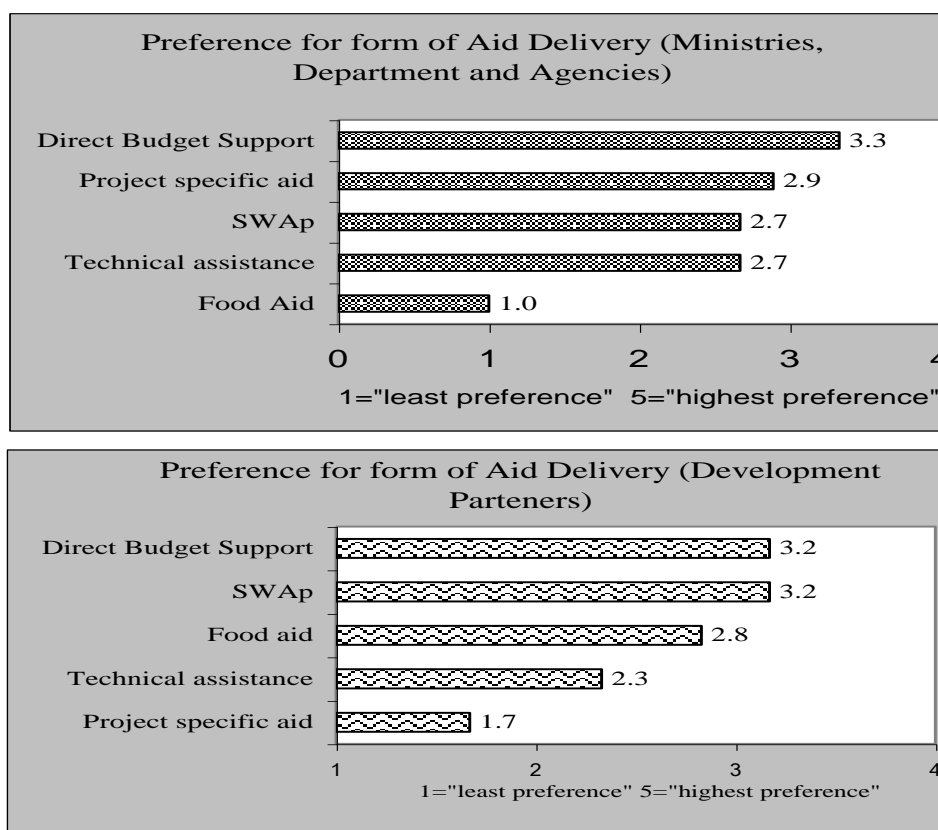 Preference for form of Aid Delivery (Ministries,
Department and Agencies)
Direct Budget Support 3.3
Project specific aid 2.9
SWAp 2.7
Technical assistance 2.7
Food Aid 1.0
0 1 2 3 4
1="least preference" 5="highest preference"
Preference for form of Aid Delivery (Development
Parteners)
Direct Budget Support 3.2
SWAp 3.2
Food aid 2.8
Technical assistance 2.3
Project specific aid 1.7
1 2 3 4
1="least preference" 5="highest preference"